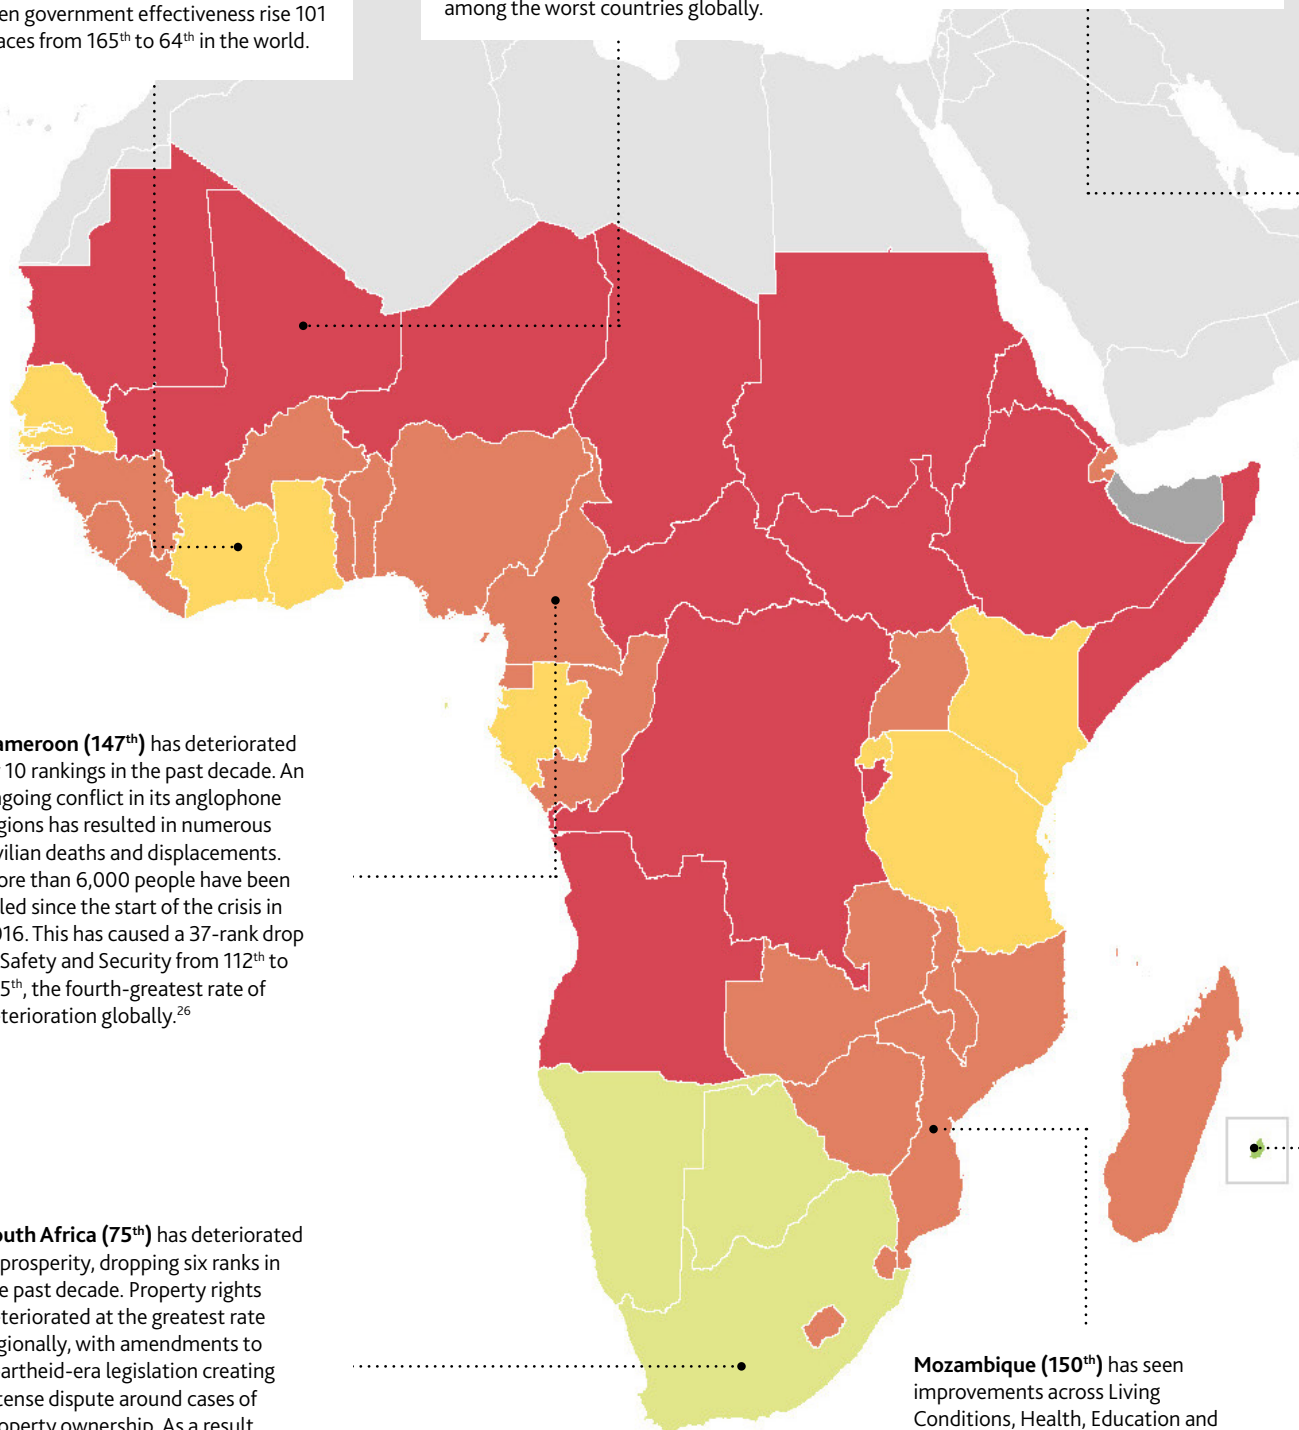 en government effectiveness rise 101
aces from 165th to 64th in the world.
among the worst countries globally.
ameroon (147th) has deteriorated
10 rankings in the past decade. An
going conflict in its anglophone
gions has resulted in numerous
vilian deaths and displacements.
ore than 6,000 people have been
led since the start of the crisis in
016. This has caused a 37-rank drop
Safety and Security from 112th to
5th, the fourth-greatest rate of
terioration globally.26
outh Africa (75th) has deteriorated
prosperity, dropping six ranks in
e past decade. Property rights
teriorated at the greatest rate
gionally, with amendments to
artheid-era legislation creating
tense dispute around cases of
operty ownership. As a result
Mozambique (150th) has seen
improvements across Living
Conditions, Health, Education and